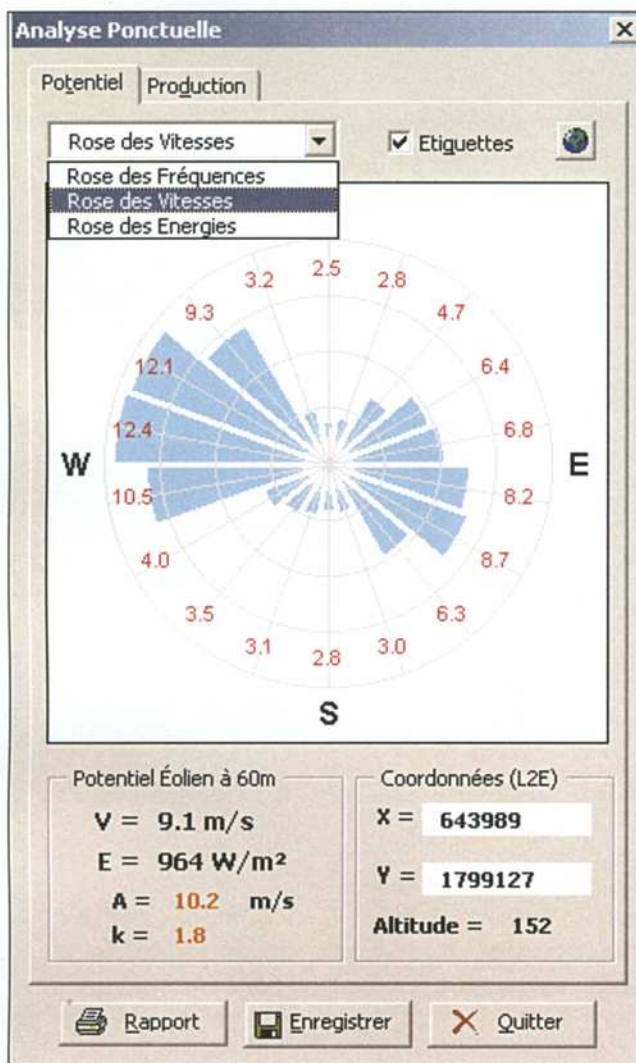 Analyse Ponctuelle
Potentiel Production
Rose des Vitesses Etiguettes
Rose des Fréquences
Rose des Vitesses
Rose des Energies
2.5
3.2 2.8
9.3 4.7
12.1 6.4
12.4 6.8
W E
10.5 8.2
4.0 8.7
3.5 6.3
3.1 3.0
2.8
S
Potentiel Éolien à 60m
V = 9.1 m/s
E = 964 W/m²
A = 10.2 m/s
k = 1.8
Coordonnées (L2E)
X = 643989
Y = 1799127
Altitude = 152
Rapport Enregistrer Quitter